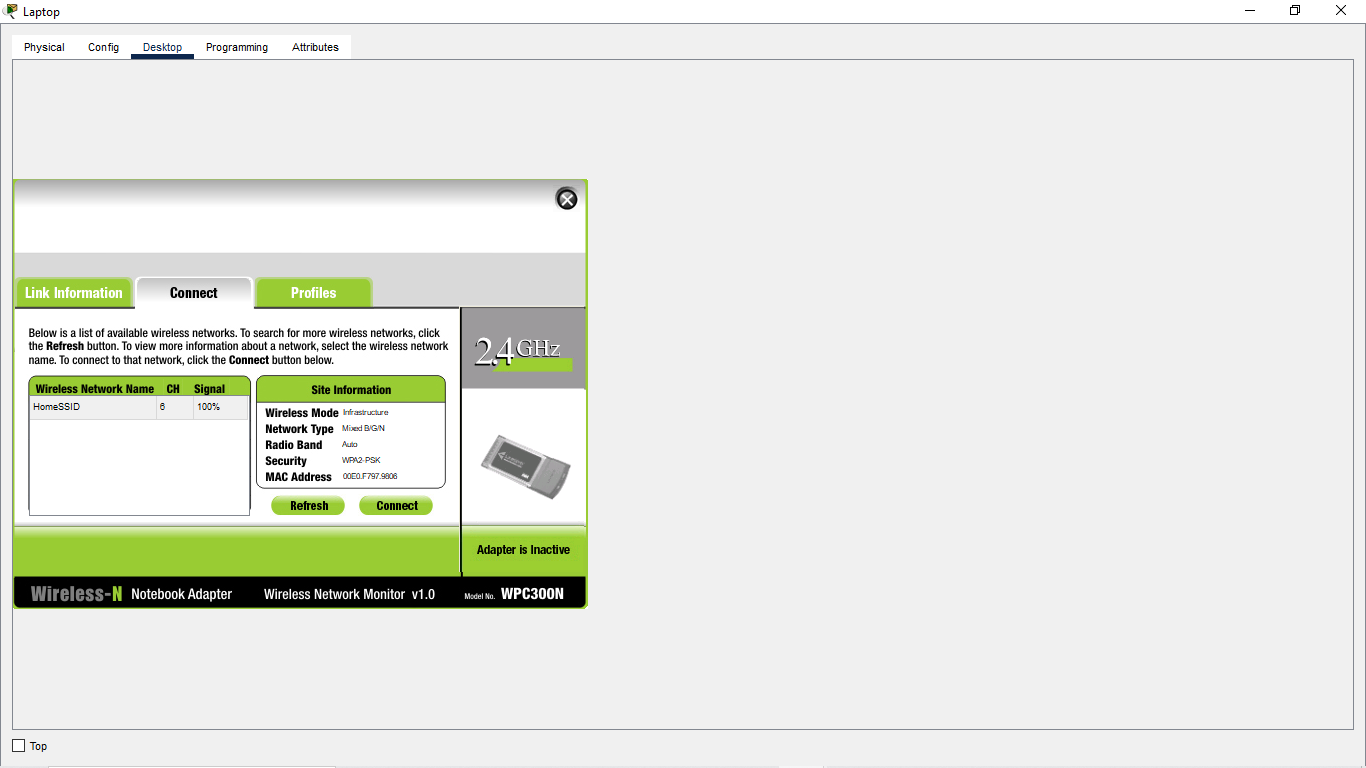 Laptop
Physical Config Desktop Programming Attributes
Link Information Connect Profiles
Below is a list of available wireless networks. To search for more wireless networks, click
the Refresh button. To view more information about a network, select the wireless network
name. To connect to that network, click the Connect button below.
2.4GHz
Wireless Network Name CH Signal
HomeSSID 6 100%
Site Information
Wireless Mode Infrastructure
Network Type Mixed B/G/N
Radio Band Auto
Security WPA2-PSK
MAC Address 00E0.F797.9806
Refresh Connect
Adapter is Inactive
Wireless-N Notebook Adapter Wireless Network Monitor v1.0 Model No. WPC300N
Top